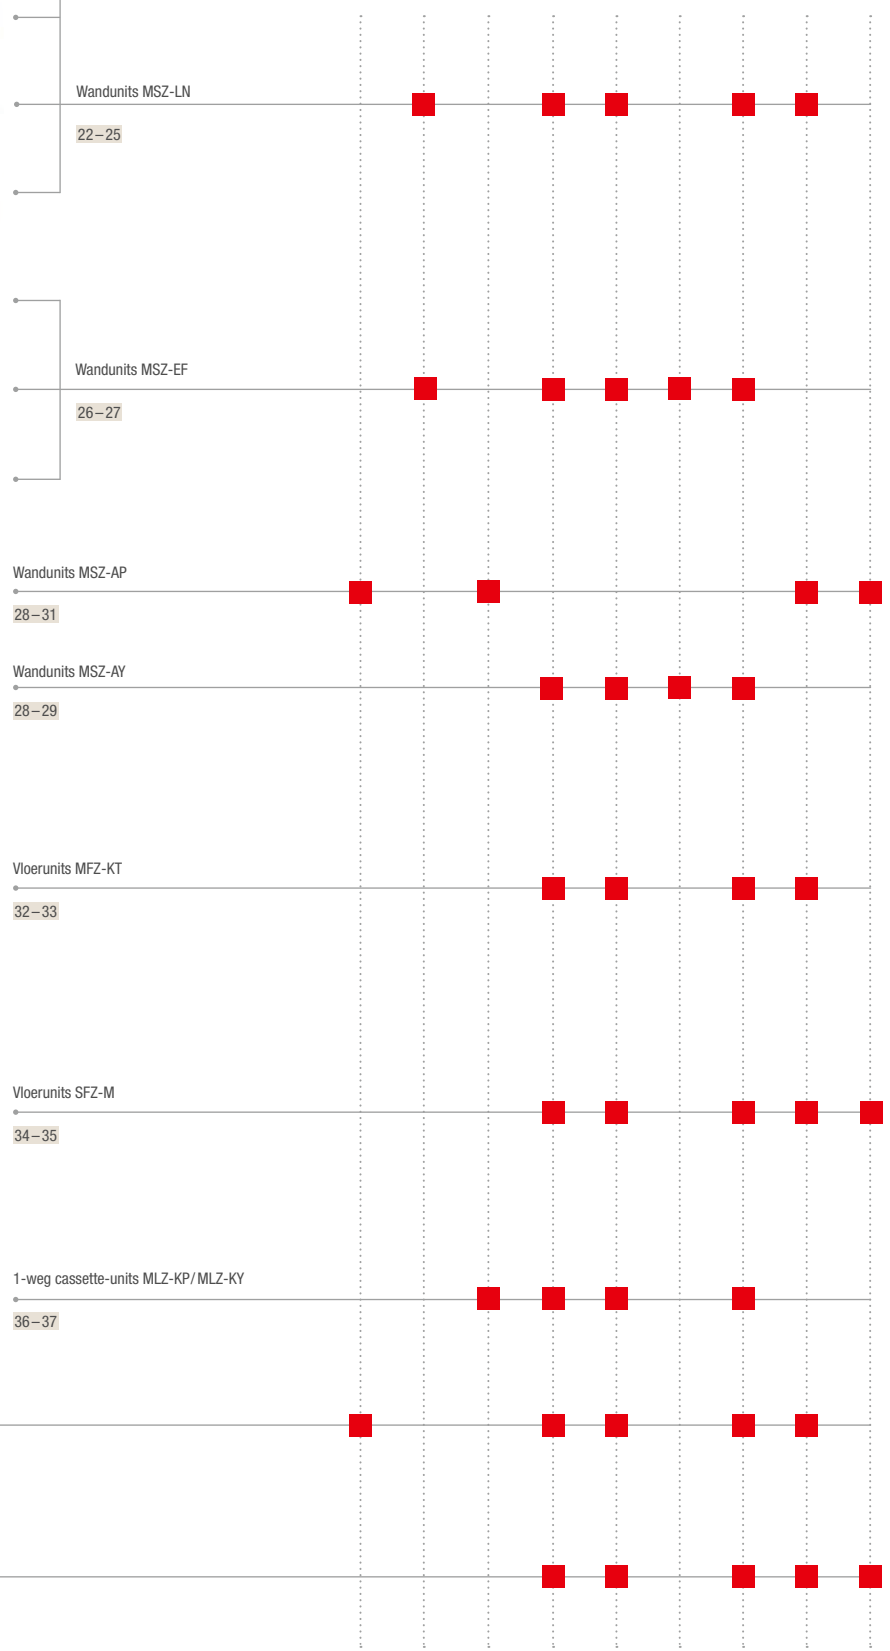 Wandunits MSZ-LN
22–25
Wandunits MSZ-EF
26–27
Wandunits MSZ-AP
28–31
Wandunits MSZ-AY
28–29
Vloerunits MFZ-KT
32–33
Vloerunits SFZ-M
34–35
1-weg cassette-units MLZ-KP/MLZ-KY
36–37